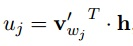 u_j = v'_{w_j}^T · h